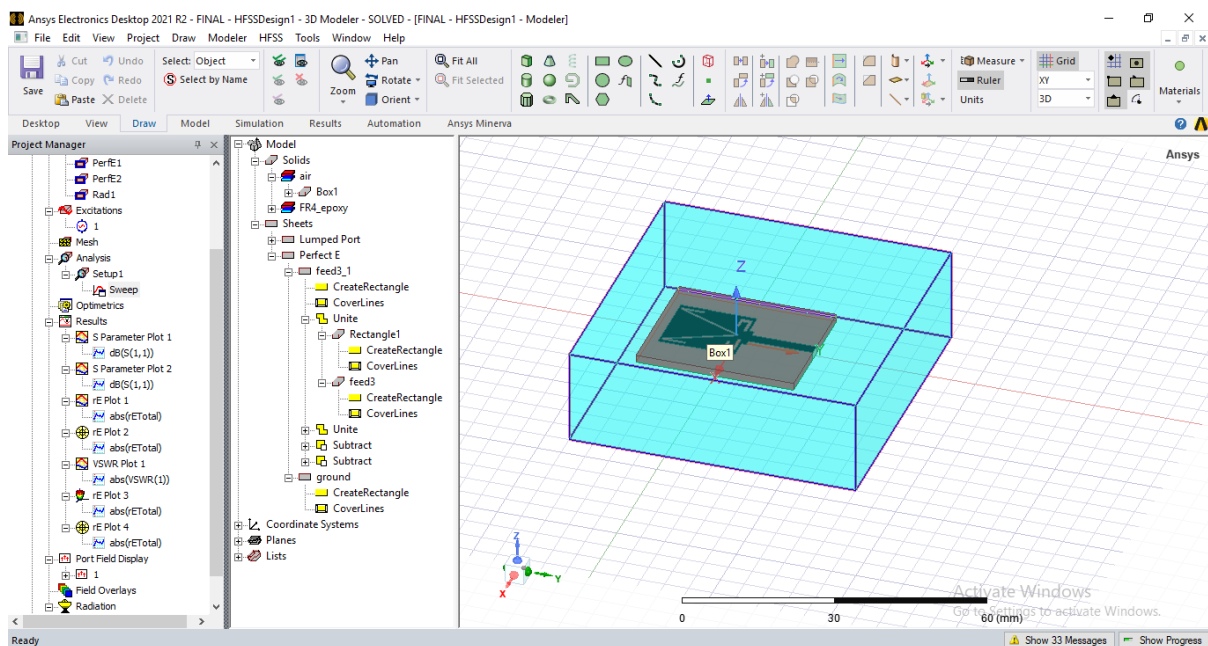 Ansys Electronics Desktop 2021 R2 - FINAL - HFSSDesign1 - 3D Modeler - SOLVED - [FINAL - HFSSDesign1 - Modeler]
File Edit View Project Draw Modeler HFSS Tools Window Help
Save
Cut
Undo
Copy
Redo
Paste
Delete
Select: Object
Select by Name
Zoom
Pan
Rotate
Orient
Fit All
Fit Selected
Measure
Ruler
Units
Grid
XY
3D
Materials
Desktop View Draw Model Simulation Results Automation Ansys Minerva
Project Manager
PerfE1
PerfE2
Rad1
Excitations
1
Mesh
Analysis
Setup1
Sweep
Optimetrics
Results
S Parameter Plot 1
dB(S(1,1))
S Parameter Plot 2
dB(S(1,1))
rE Plot 1
abs(rETotal)
rE Plot 2
abs(rETotal)
VSWR Plot 1
abs(VSWR(1))
rE Plot 3
abs(rETotal)
rE Plot 4
abs(rETotal)
Port Field Display
1
Field Overlays
Radiation
Model
Solids
air
Box1
FR4_epoxy
Sheets
Lumped Port
Perfect E
feed3_1
CreateRectangle
CoverLines
Unite
Rectangle1
CreateRectangle
CoverLines
feed3
CreateRectangle
CoverLines
Unite
Subtract
Subtract
ground
CreateRectangle
CoverLines
Coordinate Systems
Planes
Lists
Ansys
Z
Box1
Z
Y
X
0 30 60 (mm)
Activate Windows
Go to Settings to activate Windows.
Ready
Show 33 Messages
Show Progress